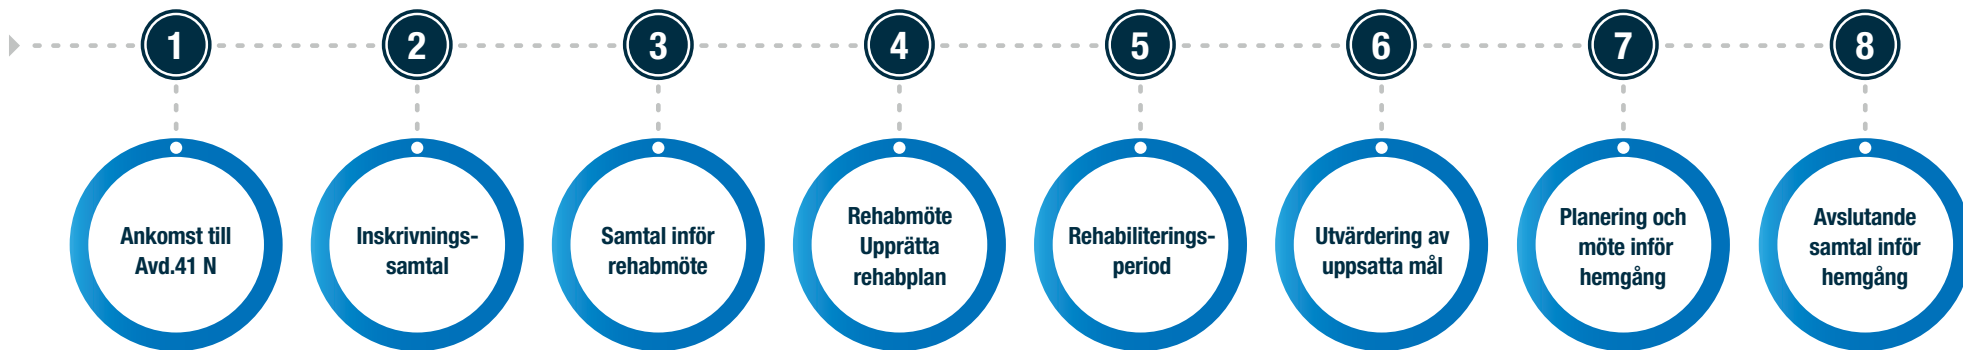 1
2
3
4
5
6
7
8
Ankomst till
Avd.41 N
Inskrivnings-
samtal
Samtal inför
rehabmöte
Rehabmöte
Upprätta
rehabplan
Rehabiliterings-
period
Utvärdering av
uppsatta mål
Planering och
möte inför
hemgång
Avslutande
samtal inför
hemgång